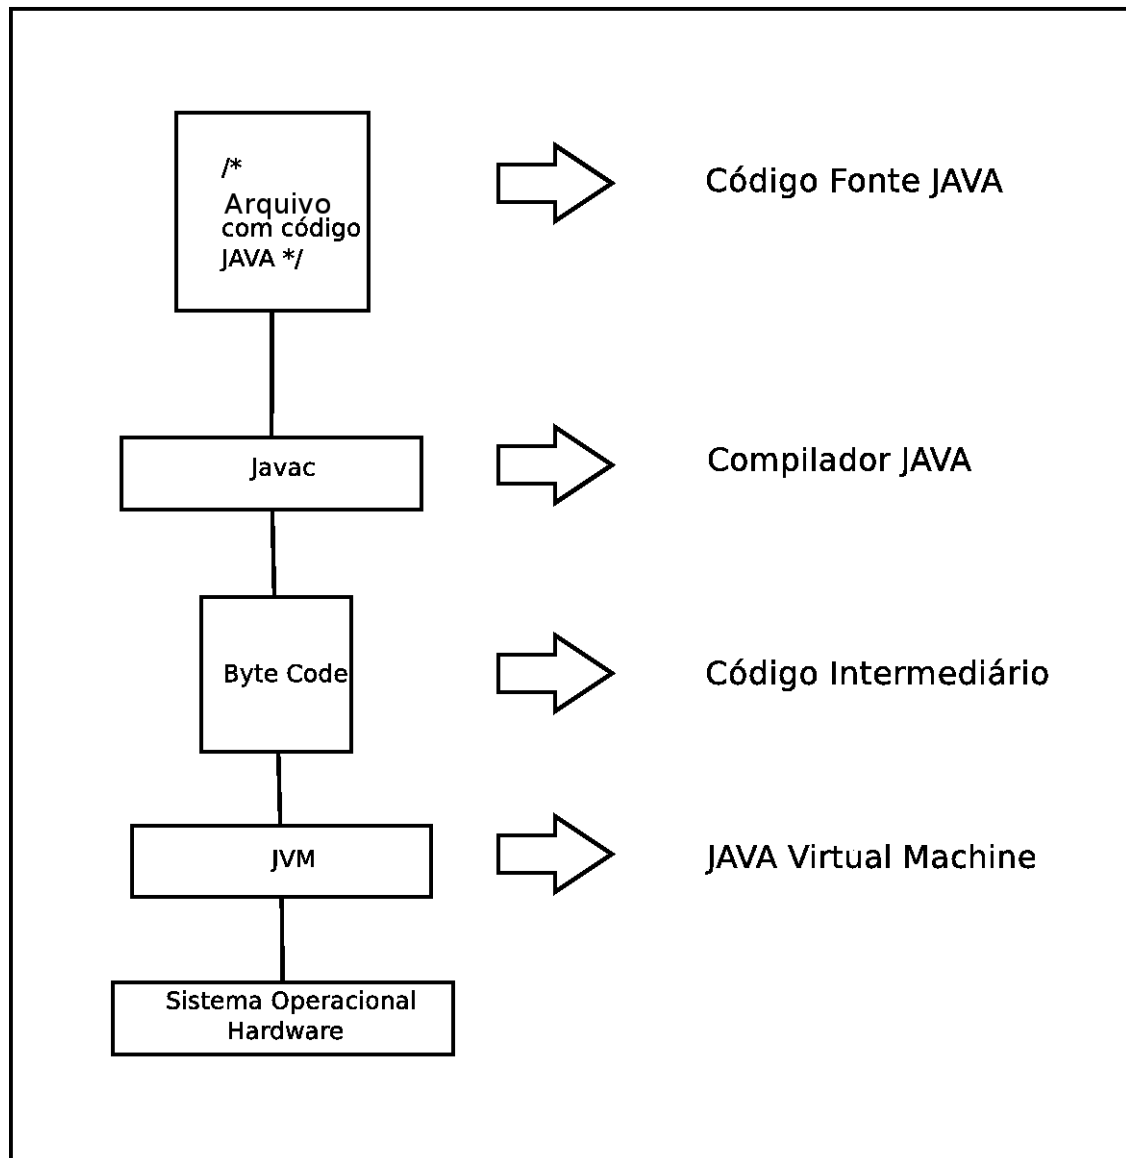 /*
Arquivo
com código
JAVA */
Código Fonte JAVA
Javac
Compilador JAVA
Byte Code
Código Intermediário
JVM
JAVA Virtual Machine
Sistema Operacional
Hardware